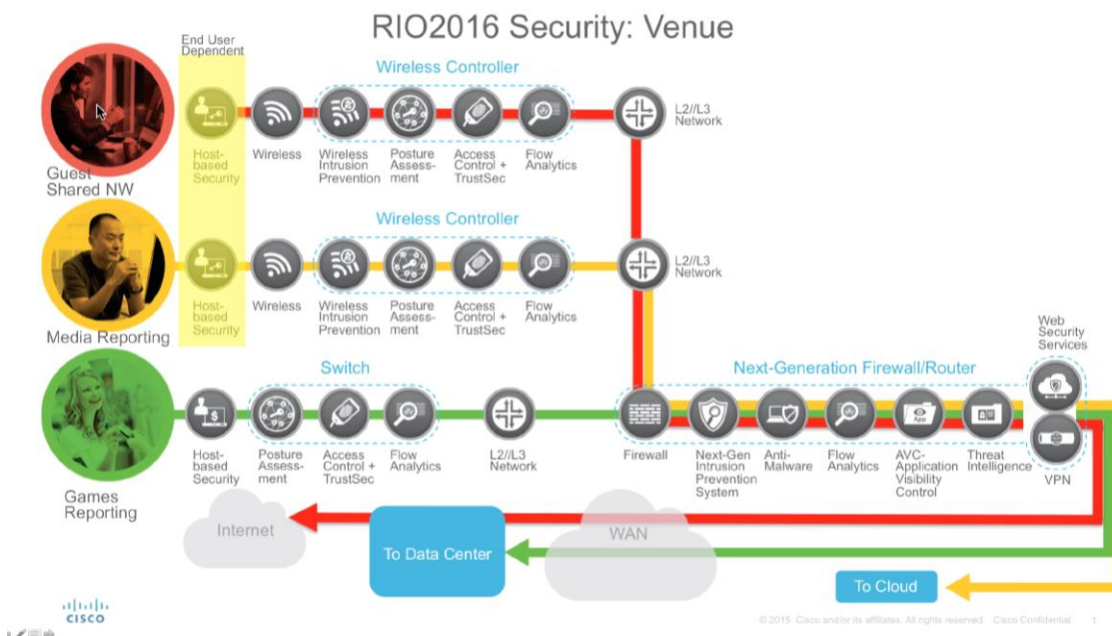 RIO2016 Security: Venue
End User
Dependent
Wireless Controller
L2//L3
Network
Host-
based
Security
Wireless
Wireless
Intrusion
Prevention
Posture
Assess-
ment
Access
Control +
TrustSec
Flow
Analytics
Guest
Shared NW
Wireless Controller
L2//L3
Network
Host-
based
Security
Wireless
Wireless
Intrusion
Prevention
Posture
Assess-
ment
Access
Control +
TrustSec
Flow
Analytics
Media Reporting
Web
Security
Services
Switch
Next-Generation Firewall/Router
$
App
Host-
based
Security
Posture
Assess-
ment
Access
Control +
TrustSec
Flow
Analytics
L2//L3
Network
Firewall
Next-Gen
Intrusion
Prevention
System
Anti-
Malware
Flow
Analytics
AVC-
Application
Visibility
Control
Threat
Intelligence
VPN
Games
Reporting
Internet
To Data Center
WAN
To Cloud
CISCO
© 2015 Cisco and/or its affiliates. All rights reserved. Cisco Confidential 1